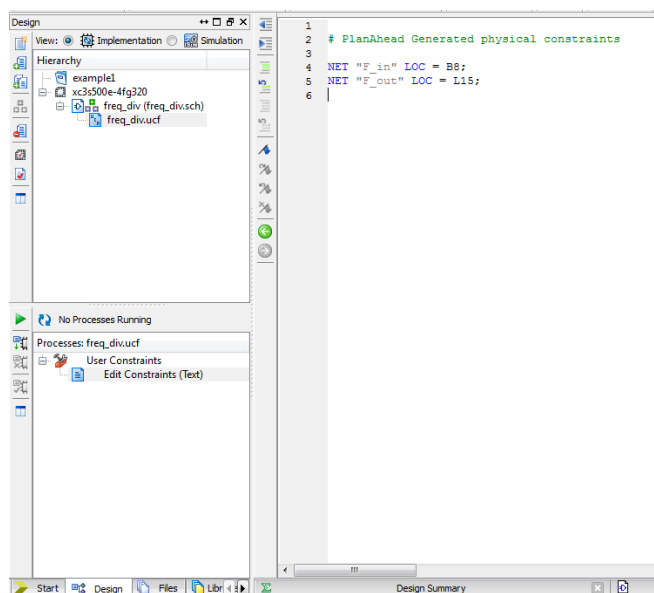 Design
View:
Implementation
Simulation
Hierarchy
example1
xc3s500e-4fg320
freq_div (freq_div.sch)
freq_div.ucf
No Processes Running
Processes: freq_div.ucf
User Constraints
Edit Constraints (Text)
Start
Design
Files
Libr
1
2 # PlanAhead Generated physical constraints
3
4 NET "F_in" LOC = B8;
5 NET "F_out" LOC = L15;
6
Design Summary